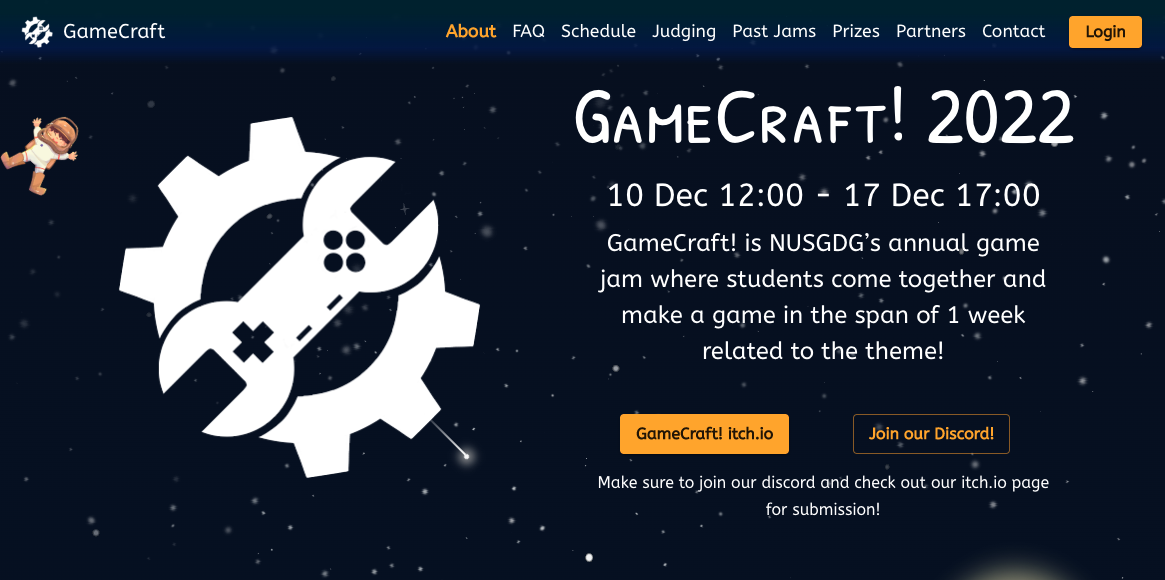 GameCraft
About FAQ Schedule Judging Past Jams Prizes Partners Contact Login
GameCraft! 2022
10 Dec 12:00 - 17 Dec 17:00
GameCraft! is NUSGDG’s annual game
jam where students come together and
make a game in the span of 1 week
related to the theme!
GameCraft! itch.io
Join our Discord!
Make sure to join our discord and check out our itch.io page
for submission!